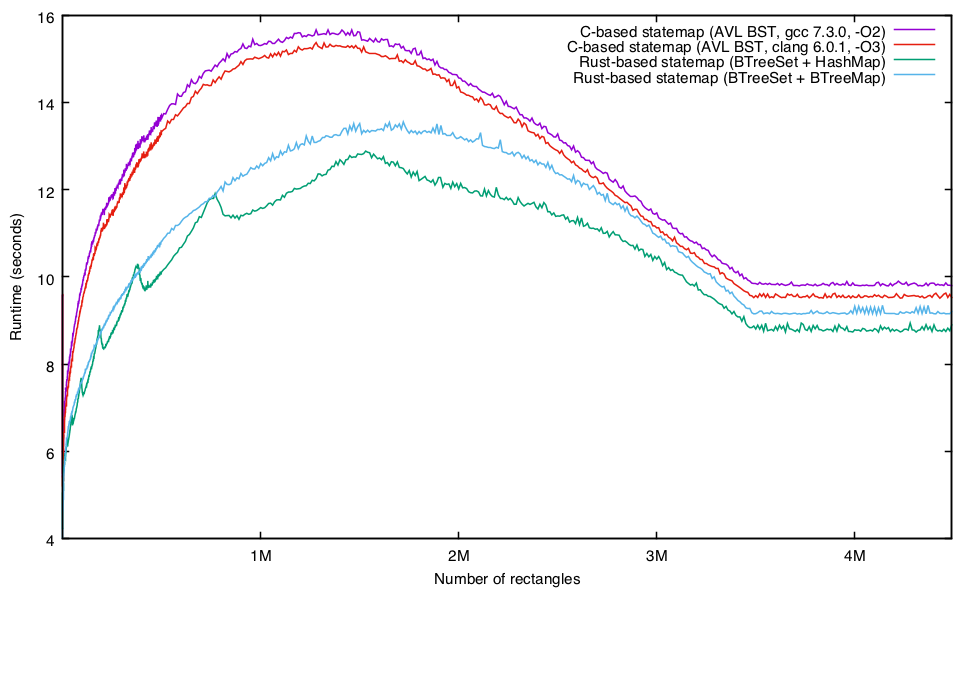 16
14
12
10
8
6
4
Runtime (seconds)
C-based statemap (AVL BST, gcc 7.3.0, -O2)
C-based statemap (AVL BST, clang 6.0.1, -O3)
Rust-based statemap (BTreeSet + HashMap)
Rust-based statemap (BTreeSet + BTreeMap)
1M 2M 3M 4M
Number of rectangles